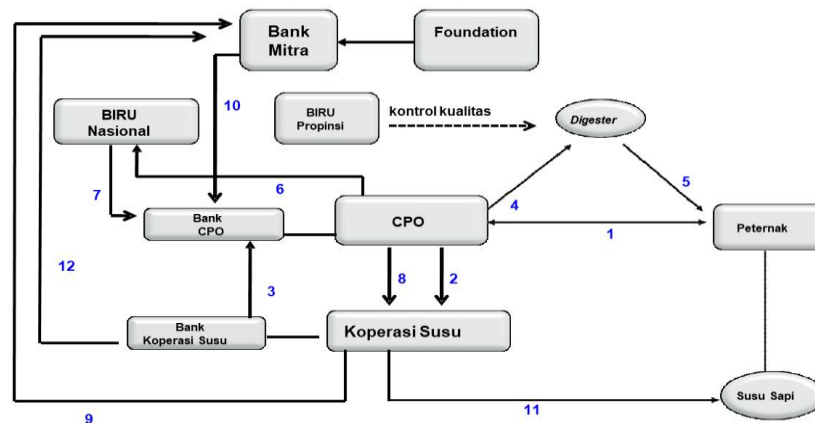 Bank
Mitra
Foundation
10
BIRU
Nasional
BIRU
Propinsi
kontrol kualitas
Digester
7
6
5
4
Bank
CPO
CPO
1
Peternak
12
3
8
2
Bank
Koperasi Susu
Koperasi Susu
Susu Sapi
11
9